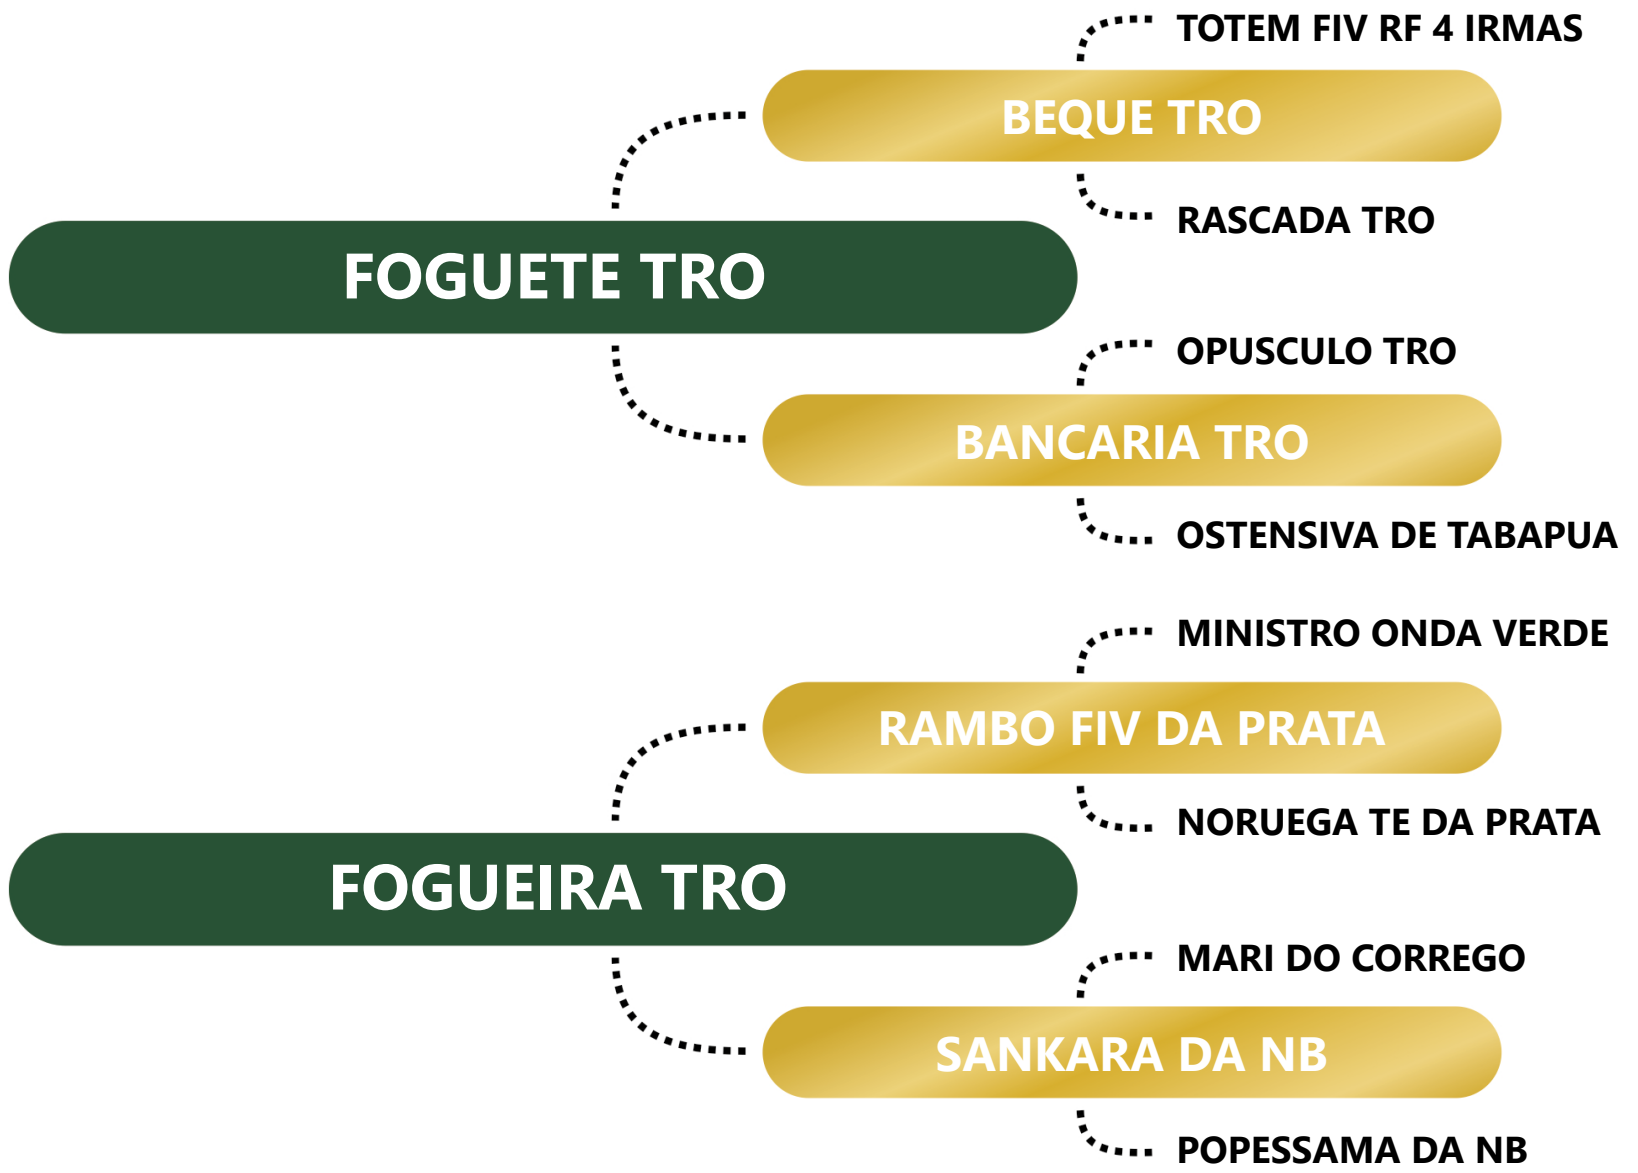 TOTEM FIV RF 4 IRMAS
BEQUE TRO
RASCADA TRO
FOGUETE TRO
OPUSCULO TRO
BANCARIA TRO
OSTENSIVA DE TABAPUA
MINISTRO ONDA VERDE
RAMBO FIV DA PRATA
NORUEGA TE DA PRATA
FOGUEIRA TRO
MARI DO CORREGO
SANKARA DA NB
POPESSAMA DA NB